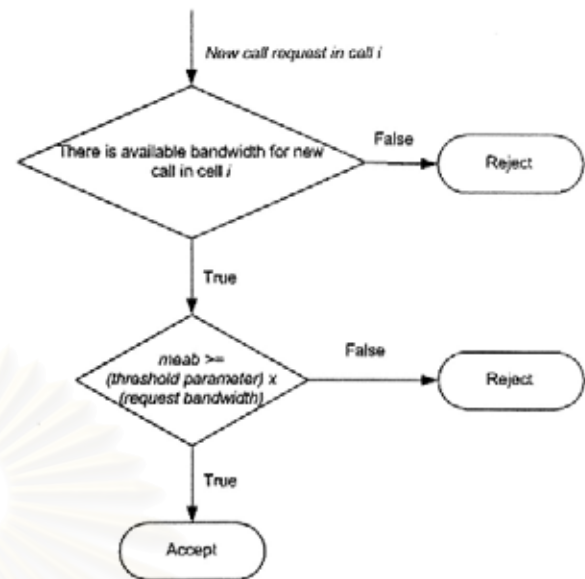 New call request in cell i
There is available bandwidth for new
call in cell i
False
Reject
True
meab >=
(threshold parameter) x
(request bandwidth)
False
Reject
True
Accept